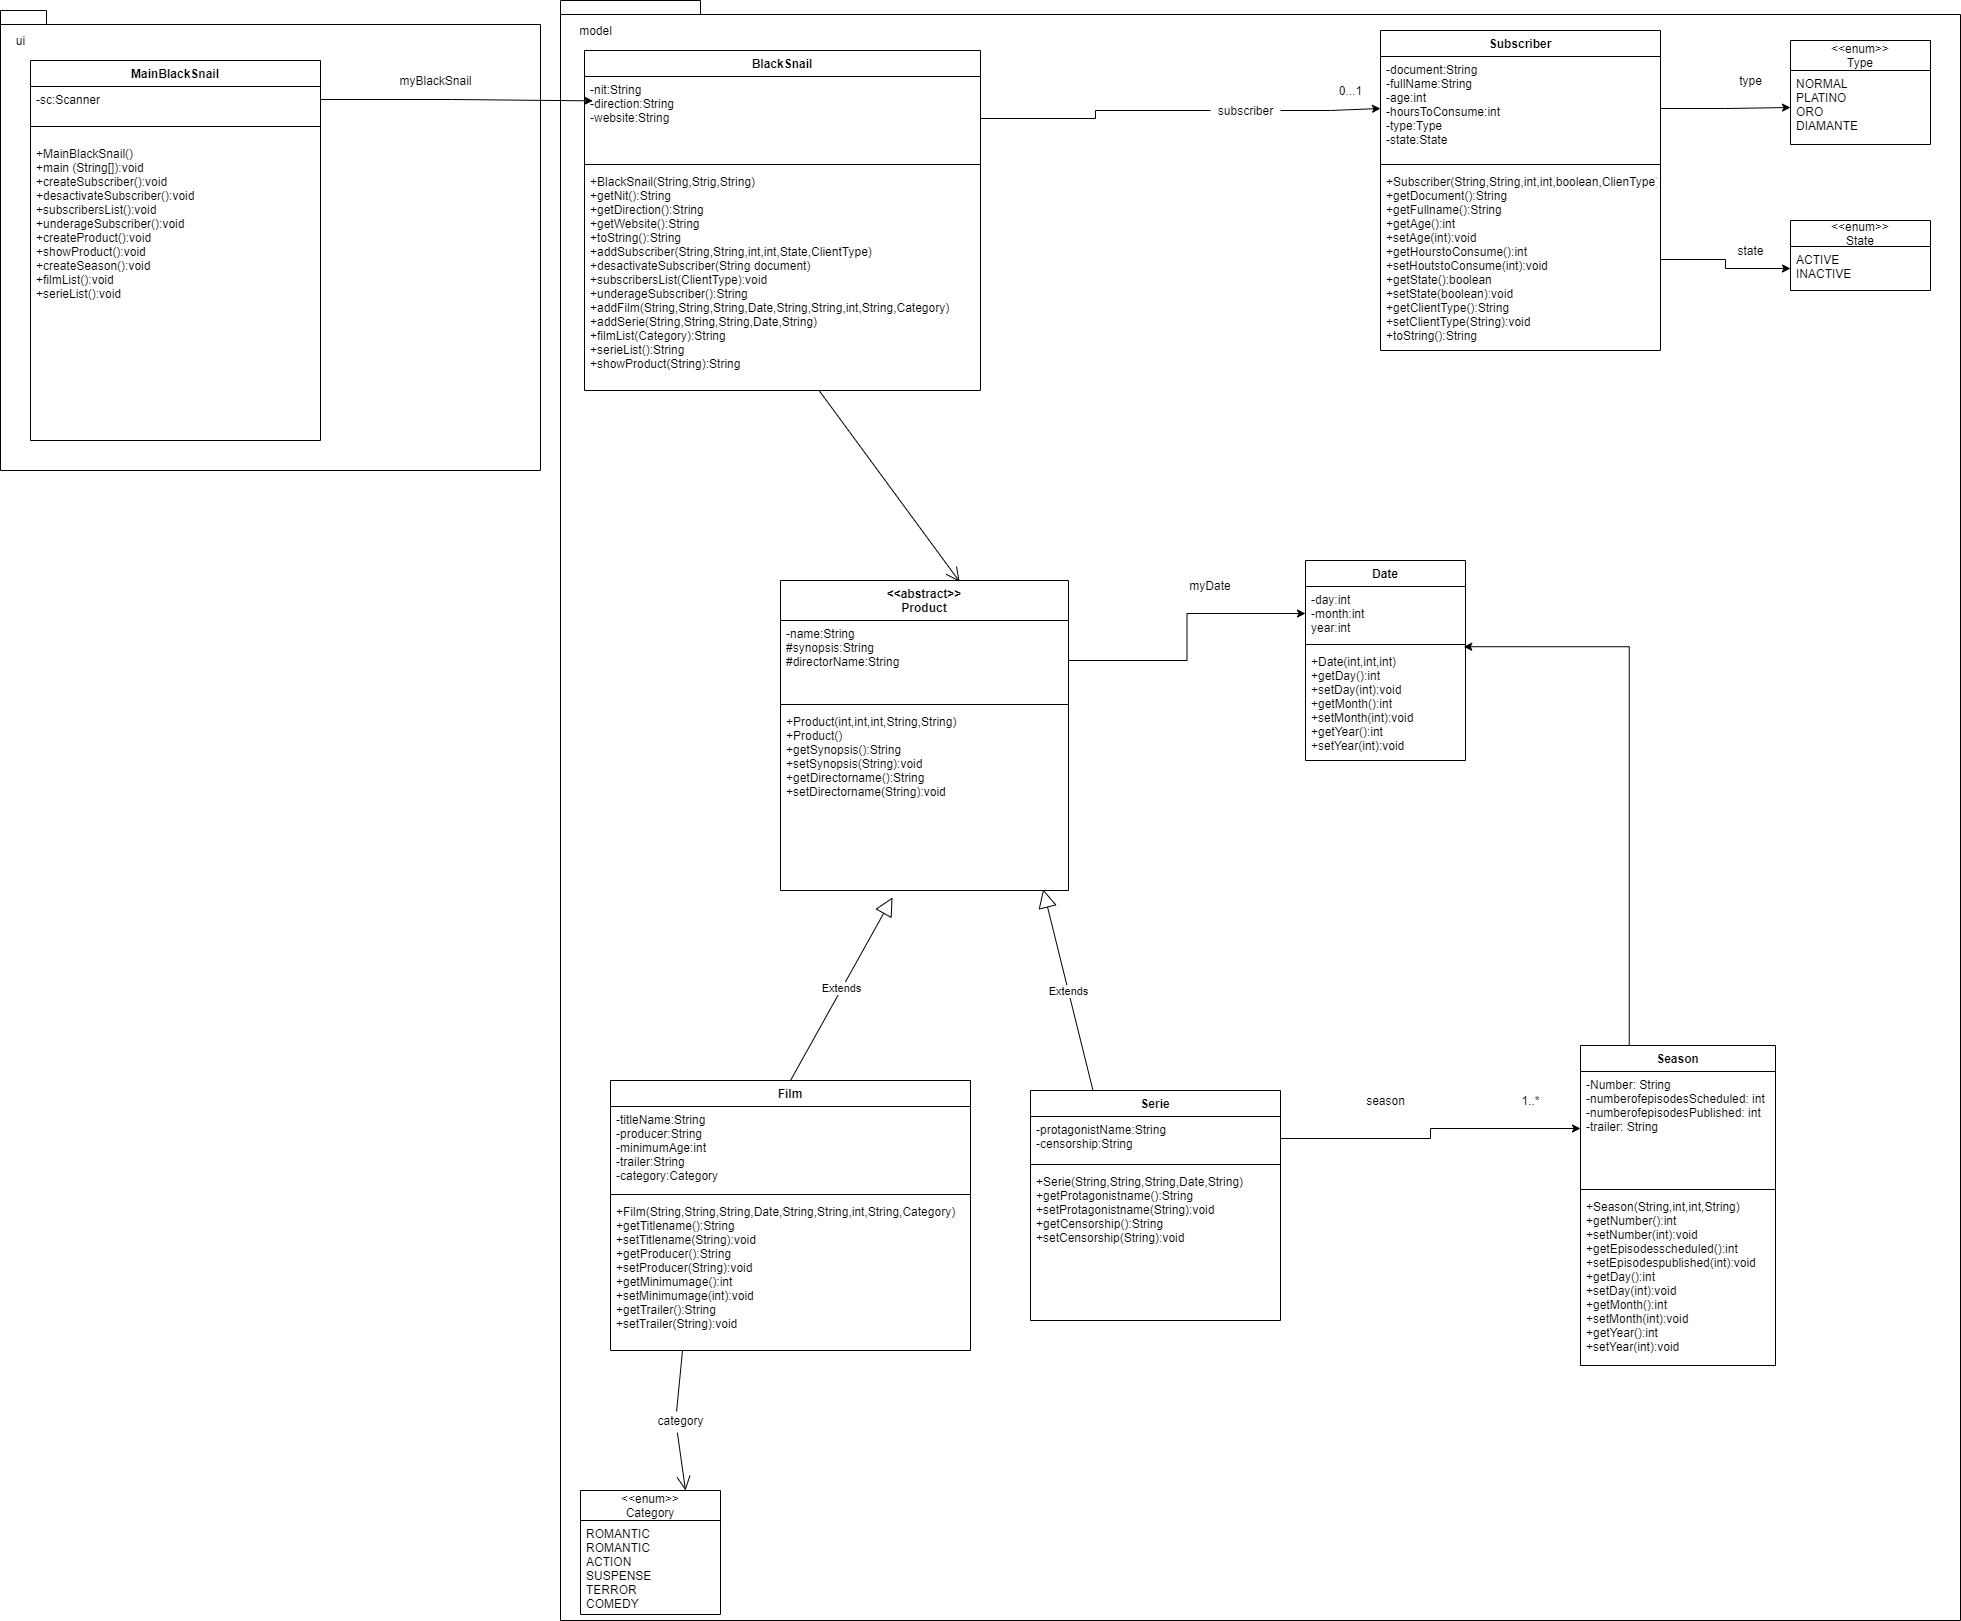 ui
MainBlackSnail
-sc:Scanner
+MainBlackSnail()
+main (String[]):void
+createSubscriber():void
+desactivateSubscriber():void
+subscribersList():void
+underageSubscriber():void
+createProduct():void
+showProduct():void
+createSeason():void
+filmList():void
+serieList():void
myBlackSnail
model
BlackSnail
-nit:String
-direction:String
-website:String
+BlackSnail(String,Strig,String)
+getNit():String
+getDirection():String
+getWebsite():String
+toString():String
+addSubscriber(String,String,int,int,State,ClientType)
+desactivateSubscriber(String document)
+subscribersList(ClientType):void
+underageSubscriber():String
+addFilm(String,String,String,Date,String,String,int,String,Category)
+addSerie(String,String,String,Date,String)
+filmList(Category):String
+serieList():String
+showProduct(String):String
subscriber
0...1
Subscriber
-document:String
-fullName:String
-age:int
-hoursToConsume:int
-type:Type
-state:State
+Subscriber(String,String,int,int,boolean,ClienType
+getDocument():String
+getFullname():String
+getAge():int
+setAge(int):void
+getHourstoConsume():int
+setHoutstoConsume(int):void
+getState():boolean
+setState(boolean):void
+getClientType():String
+setClientType(String):void
+toString():String
type
<<enum>>
Type
NORMAL
PLATINO
ORO
DIAMANTE
state
<<enum>>
State
ACTIVE
INACTIVE
<<abstract>>
Product
-name:String
#synopsis:String
#directorName:String
+Product(int,int,int,String,String)
+Product()
+getSynopsis():String
+setSynopsis(String):void
+getDirectorname():String
+setDirectorname(String):void
myDate
Date
-day:int
-month:int
year:int
+Date(int,int,int)
+getDay():int
+setDay(int):void
+getMonth():int
+setMonth(int):void
+getYear():int
+setYear(int):void
Extends
Extends
Film
-titleName:String
-producer:String
-minimumAge:int
-trailer:String
-category:Category
+Film(String,String,String,Date,String,String,int,String,Category)
+getTitlename():String
+setTitlename(String):void
+getProducer():String
+setProducer(String):void
+getMinimumage():int
+setMinimumage(int):void
+getTrailer():String
+setTrailer(String):void
Serie
-protagonistName:String
-censorship:String
+Serie(String,String,String,Date,String)
+getProtagonistname():String
+setProtagonistname(String):void
+getCensorship():String
+setCensorship(String):void
season
1..*
Season
-Number: String
-numberofepisodesScheduled: int
-numberofepisodesPublished: int
-trailer: String
+Season(String,int,int,String)
+getNumber():int
+setNumber(int):void
+getEpisodesscheduled():int
+setEpisodespublished(int):void
+getDay():int
+setDay(int):void
+getMonth():int
+setMonth(int):void
+getYear():int
+setYear(int):void
category
<<enum>>
Category
ROMANTIC
ROMANTIC
ACTION
SUSPENSE
TERROR
COMEDY